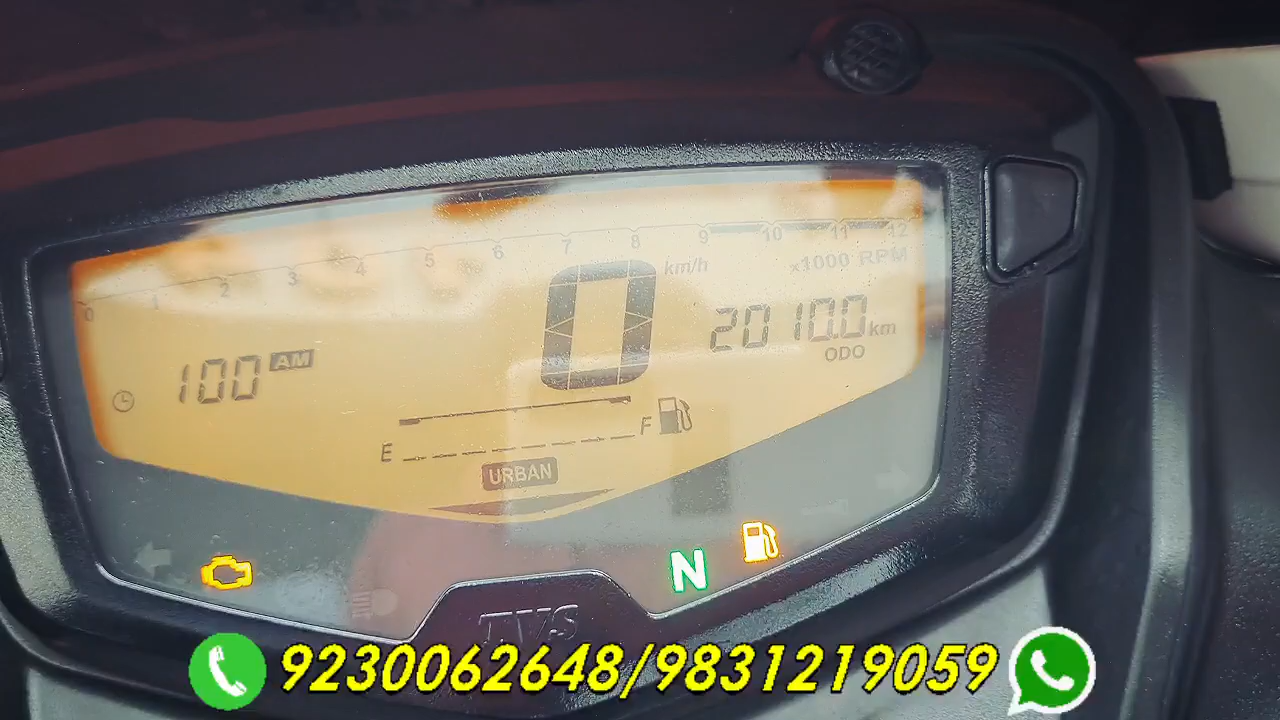 0 1 2 3 4 5 6 7 8 9 10 11 12
x1000 RPM
0 km/h
2010.0 km
ODO
100 AM
E F
URBAN
N
TVS
9230062648/9831219059